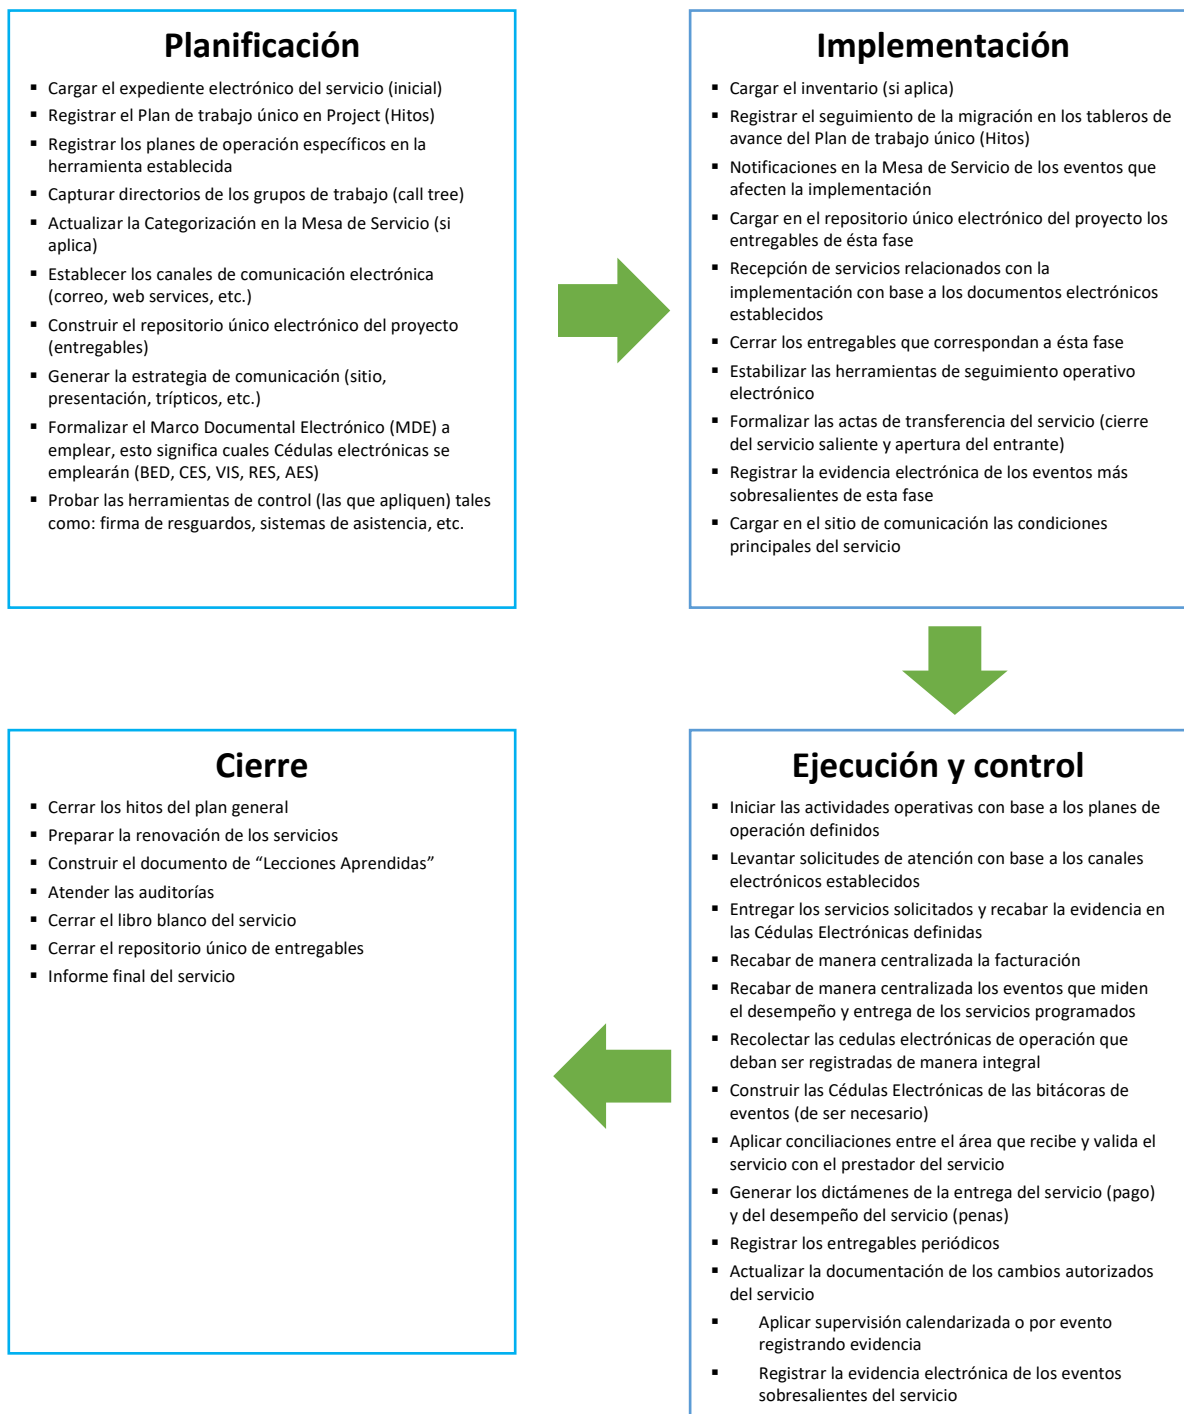 Planificación
▪ Cargar el expediente electrónico del servicio (inicial)
▪ Registrar el Plan de trabajo único en Project (Hitos)
▪ Registrar los planes de operación específicos en la
herramienta establecida
▪ Capturar directorios de los grupos de trabajo (call tree)
▪ Actualizar la Categorización en la Mesa de Servicio (si
aplica)
▪ Establecer los canales de comunicación electrónica
(correo, web services, etc.)
▪ Construir el repositorio único electrónico del proyecto
(entregables)
▪ Generar la estrategia de comunicación (sitio,
presentación, trípticos, etc.)
▪ Formalizar el Marco Documental Electrónico (MDE) a
emplear, esto significa cuales Cédulas electrónicas se
emplearán (BED, CES, VIS, RES, AES)
▪ Probar las herramientas de control (las que apliquen) tales
como: firma de resguardos, sistemas de asistencia, etc.
Implementación
▪ Cargar el inventario (si aplica)
▪ Registrar el seguimiento de la migración en los tableros de
avance del Plan de trabajo único (Hitos)
▪ Notificaciones en la Mesa de Servicio de los eventos que
afecten la implementación
▪ Cargar en el repositorio único electrónico del proyecto los
entregables de ésta fase
▪ Recepción de servicios relacionados con la
implementación con base a los documentos electrónicos
establecidos
▪ Cerrar los entregables que correspondan a ésta fase
▪ Estabilizar las herramientas de seguimiento operativo
electrónico
▪ Formalizar las actas de transferencia del servicio (cierre
del servicio saliente y apertura del entrante)
▪ Registrar la evidencia electrónica de los eventos más
sobresalientes de esta fase
▪ Cargar en el sitio de comunicación las condiciones
principales del servicio
Ejecución y control
▪ Iniciar las actividades operativas con base a los planes de
operación definidos
▪ Levantar solicitudes de atención con base a los canales
electrónicos establecidos
▪ Entregar los servicios solicitados y recabar la evidencia en
las Cédulas Electrónicas definidas
▪ Recabar de manera centralizada la facturación
▪ Recabar de manera centralizada los eventos que miden
el desempeño y entrega de los servicios programados
▪ Recolectar las cedulas electrónicas de operación que
deban ser registradas de manera integral
▪ Construir las Cédulas Electrónicas de las bitácoras de
eventos (de ser necesario)
▪ Aplicar conciliaciones entre el área que recibe y valida el
servicio con el prestador del servicio
▪ Generar los dictámenes de la entrega del servicio (pago)
y del desempeño del servicio (penas)
▪ Registrar los entregables periódicos
▪ Actualizar la documentación de los cambios autorizados
del servicio
▪ Aplicar supervisión calendarizada o por evento
registrando evidencia
▪ Registrar la evidencia electrónica de los eventos
sobresalientes del servicio
Cierre
▪ Cerrar los hitos del plan general
▪ Preparar la renovación de los servicios
▪ Construir el documento de “Lecciones Aprendidas”
▪ Atender las auditorías
▪ Cerrar el libro blanco del servicio
▪ Cerrar el repositorio único de entregables
▪ Informe final del servicio